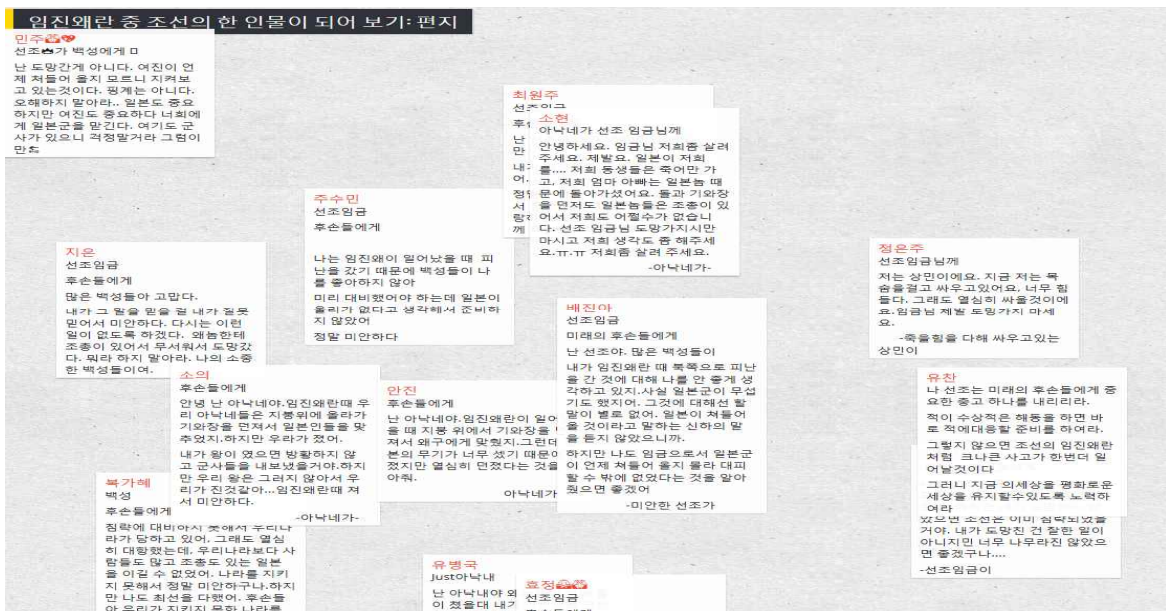 임진왜란 중 조선의 한 인물이 되어 보기: 편지
민주
선조가 백성에게
난 도망간게 아니다. 여진이 언
제 쳐들어 올지 모르니 지켜보
고 있는것이다. 핑계는 아니다.
오해하지 말아라.. 일본도 중요
하지만 여진도 중요하다 너희에
게 일본군을 맡긴다. 여기도 군
사가 있으니 걱정말거라 그럼이
만
최원주
소현
아낙네가 선조 임금님께
안녕하세요. 임금님 저희좀 살려
주세요. 제발요. 일본이 저희
를.... 저희 동생들은 죽어만 가
고, 저희 엄마 아빠는 일본놈 때
문에 돌아가셨어요. 돌과 기와장
을 던저도 일본놈들은 조총이 있
어서 저희도 어쩔수가 없습니
다. 선조 임금님 도망가지시만
마시고 저희 생각도 좀 해주세
요.ㅠ.ㅠ 저희좀 살려 주세요.
-아낙네가-
주수민
선조임금
후손들에게
나는 임진왜이 일어났을 때 피
난을 갔기 때문에 백성들이 나
를 좋아하지 않아
미리 대비했어야 하는데 일본이
올리가 없다고 생각해서 준비하
지 않았어
정말 미안하다
지은
선조임금
후손들에게
많은 백성들아 고맙다.
내가 그 말을 믿을 걸 내가 잘못
믿어서 미안하다. 다시는 이런
일이 없도록 하겠다. 왜놈한테
조총이 있어서 무서워서 도망갔
다. 뭐라 하지 말아라. 나의 소중
한 백성들이여.
정은주
선조임금님께
저는 상민이에요. 지금 저는 목
숨을걸고 싸우고있어요. 너무 힘
들다. 그래도 열심히 싸울것이에
요.임금님 제발 도밍가지 마세
요.
-죽을힘을 다해 싸우고있는
상민이
배진아
선조임금
미래의 후손들에게
난 선조야. 많은 백성들이
내가 임진왜란 때 북쪽으로 피난
을 간 것에 대해 나를 안 좋게 생
각하고 있지.사실 일본군이 무섭
기도 했지어. 그것에 대해선 할
말이 별로 없어. 일본이 쳐들어
올 것이라고 말하는 신하의 말
을 듣지 않았으니까.
하지만 나도 임금으로서 일본군
이 언제 쳐들어 올지 몰라 대피
할 수 밖에 없었다는 것을 알아
줬으면 좋겠어
-미안한 선조가
소의
후손들에게
안녕 난 아낙네야.임진왜란때 우
리 아낙네들은 지붕위에 올라가
기와장을 던져서 일본인들을 맞
추었지.하지만 우라가 졌어.
내가 왕이 였으면 방황하지 않
고 군사들을 내보냈을거야.하지
만 우리 왕은 그러지 않아서 우
리가 진것같아...임진왜란때 져
서 미안하다.
-아낙네가-
안진
후손들에게
난 아낙네야.임진왜란이 일어
을 때 지붕 위에서 기와장을
져서 왜구에게 맞췄지.그런데
본의 무기가 너무 셌기 때문에
졌지만 열심히 던졌다는 것을
아줘.
아낙네가
유찬
나 선조는 미래의 후손들에게 중
요한 중고 하나를 내리리라.
적이 수상적은 해동을 하면 바
로 적에대응할 준비를 하여라.
그렇지 않으면 조선의 임진왜란
처럼 크나큰 사고가 한번더 일
어날것이다
그러니 지금 의세상을 평화로운
세상을 유지할수있도록 노력하
여라
았으면 조선은 이미 침략되었을
거야. 내가 도망친 건 잘한 일이
아니지민 너무 나무라진 않았으
면 좋겠구나....
-선조임금이
복가혜
백성
후손들에게
침략에 대비하지 못해서 우리나
라가 당하고 있어. 그래도 열심
히 대항했는데. 우리나라보다 사
람들도 많고 조총도 있는 일본
을 이길 수 없었어. 나라를 지키
지 못해서 정말 미안하구나.하지
만 나도 최선을 다했어. 후손들
아 우리가 지키지 못한 나라를
유병국
Just아낙내
난 아낙내야
이 쳤을대 내가
효정
선조임금